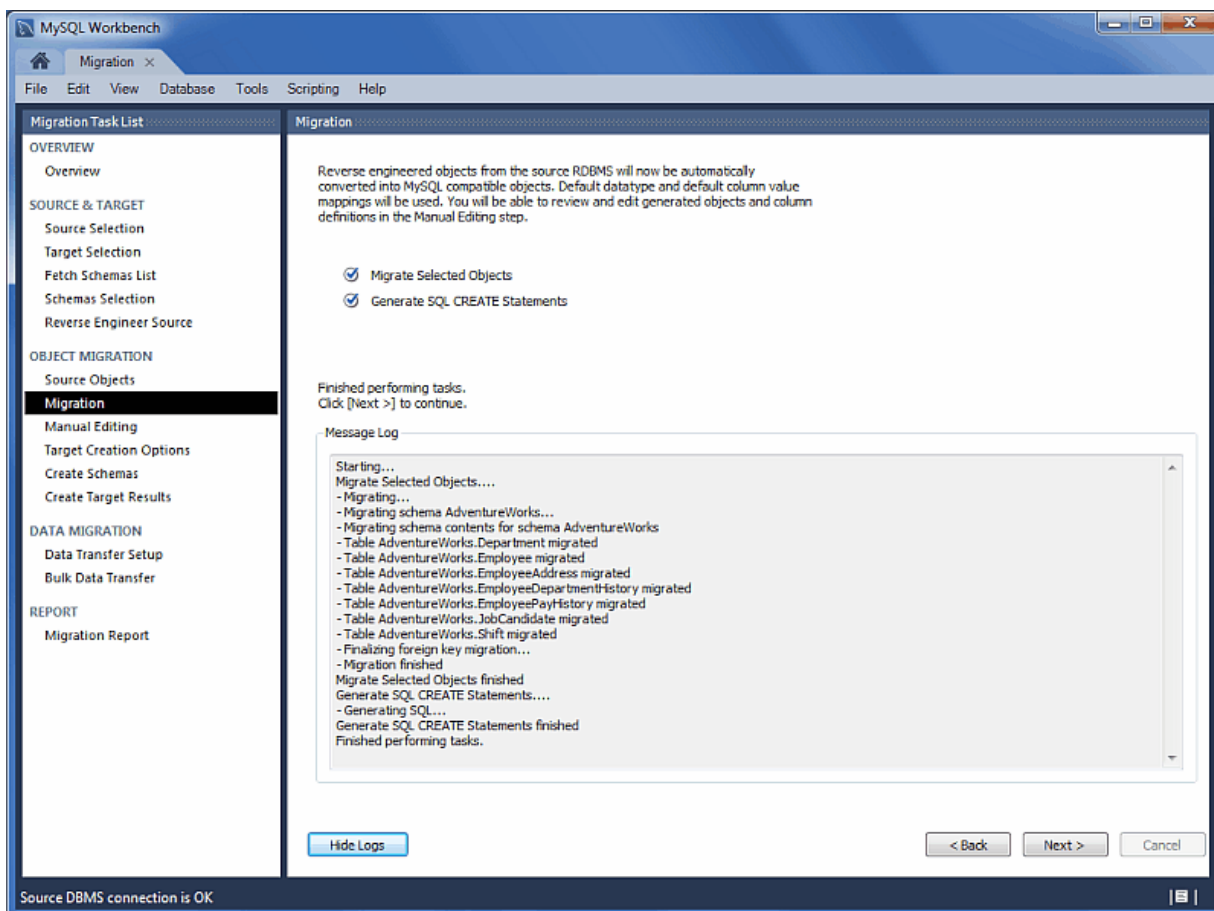 MySQL Workbench
Migration
File Edit View Database Tools Scripting Help
Migration Task List
OVERVIEW
Overview
SOURCE & TARGET
Source Selection
Target Selection
Fetch Schemas List
Schemas Selection
Reverse Engineer Source
OBJECT MIGRATION
Source Objects
Migration
Manual Editing
Target Creation Options
Create Schemas
Create Target Results
DATA MIGRATION
Data Transfer Setup
Bulk Data Transfer
REPORT
Migration Report
Migration
Reverse engineered objects from the source RDBMS will now be automatically
converted into MySQL compatible objects. Default datatype and default column value
mappings will be used. You will be able to review and edit generated objects and column
definitions in the Manual Editing step.
Migrate Selected Objects
Generate SQL CREATE Statements
Finished performing tasks.
Click [Next >] to continue.
Message Log
Starting...
Migrate Selected Objects....
- Migrating...
- Migrating schema AdventureWorks...
- Migrating schema contents for schema AdventureWorks
- Table AdventureWorks.Department migrated
- Table AdventureWorks.Employee migrated
- Table AdventureWorks.EmployeeAddress migrated
- Table AdventureWorks.EmployeeDepartmentHistory migrated
- Table AdventureWorks.EmployeePayHistory migrated
- Table AdventureWorks.JobCandidate migrated
- Table AdventureWorks.Shift migrated
- Finalizing foreign key migration...
- Migration finished
Migrate Selected Objects finished
Generate SQL CREATE Statements....
- Generating SQL...
Generate SQL CREATE Statements finished
Finished performing tasks.
Hide Logs
< Back
Next >
Cancel
Source DBMS connection is OK